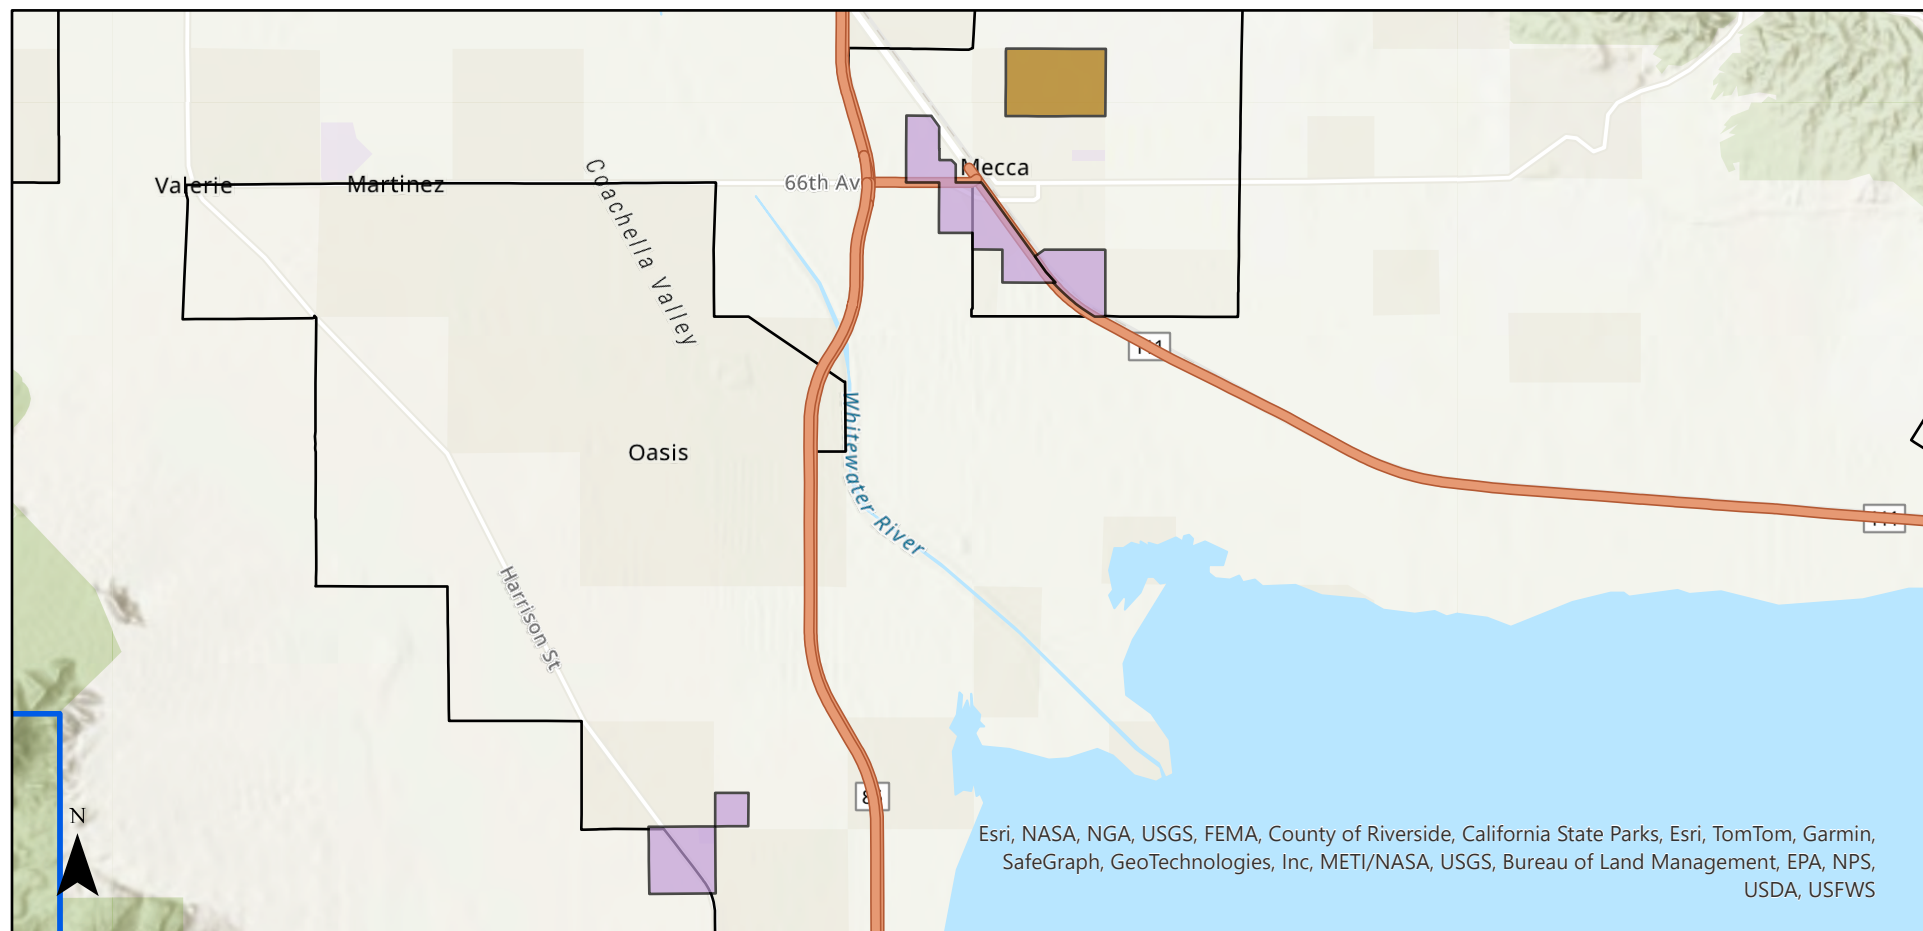 Mecca
Valerie
Martinez
66th Av
Coachella Valley
111
Whitewater River
Oasis
111
Harrison St
N
Esri, NASA, NGA, USGS, FEMA, County of Riverside, California State Parks, Esri, TomTom, Garmin,
SafeGraph, GeoTechnologies, Inc, METI/NASA, USGS, Bureau of Land Management, EPA, NPS,
USDA, USFWS